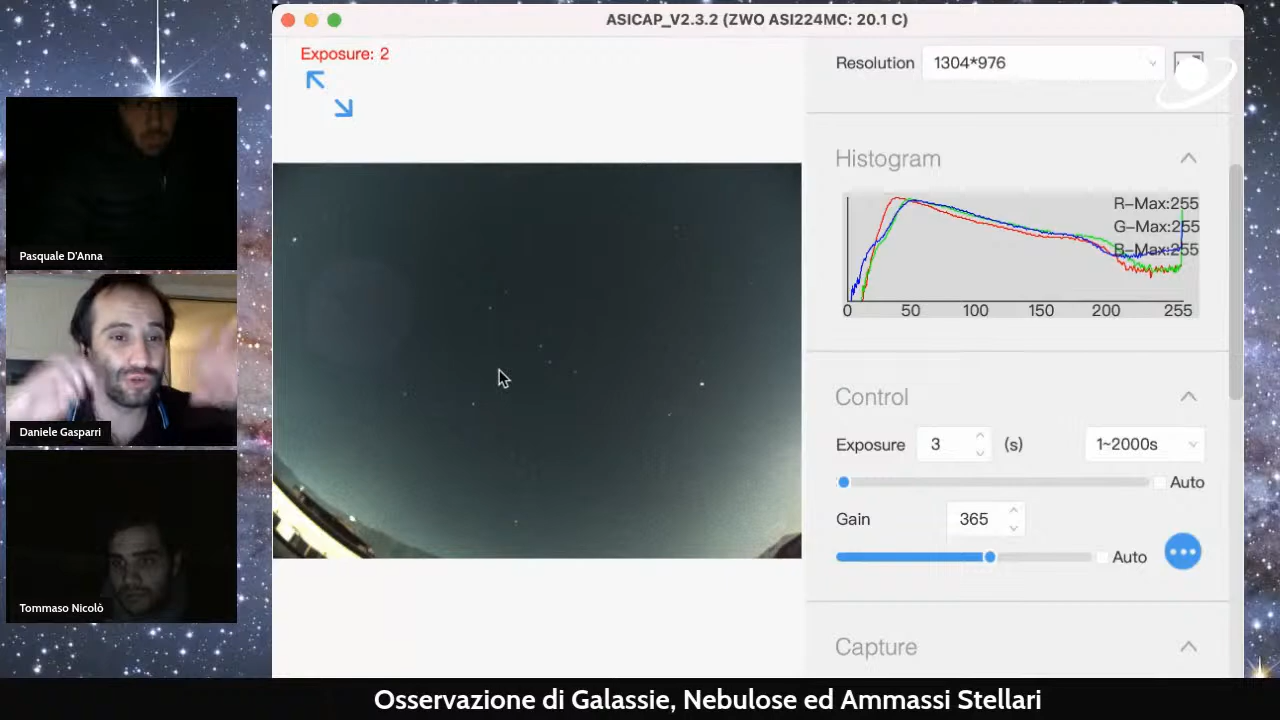 ASICAP_V2.3.2 (ZWO ASI224MC: 20.1 C)
Exposure: 2
Resolution 1304*976
Histogram
R-Max:255
G-Max:255
B-Max:255
0 50 100 150 200 255
Control
Exposure 3 (s) 1~2000s
Auto
Gain 365
Auto
Capture
Pasquale D'Anna
Daniele Gasparri
Tommaso Nicolò
Osservazione di Galassie, Nebulose ed Ammassi Stellari